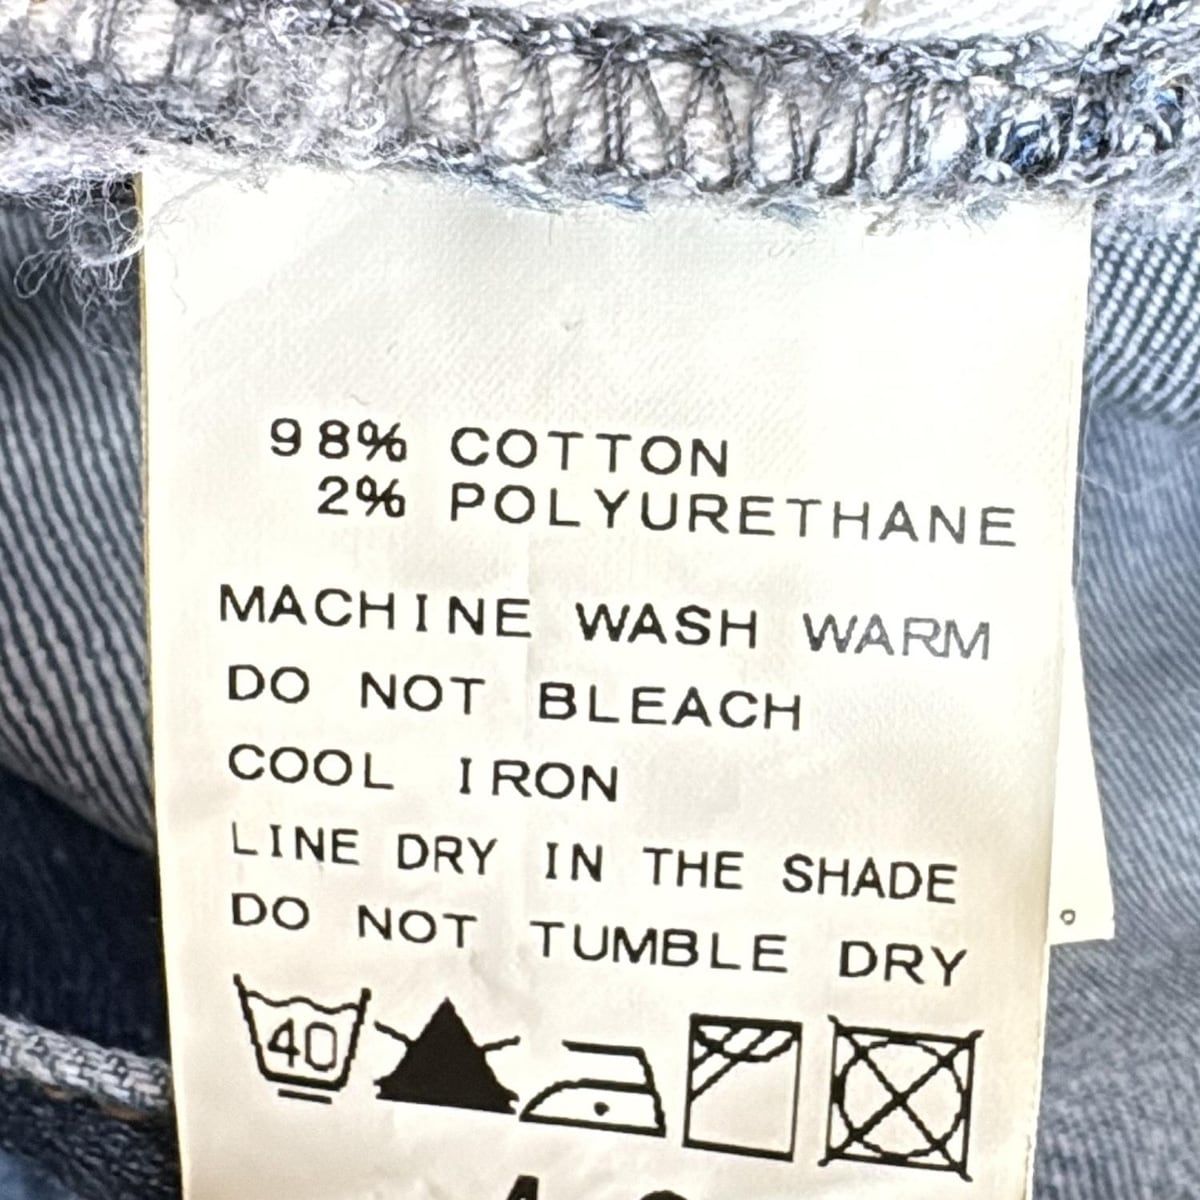 98% COTTON
2% POLYURETHANE
MACHINE WASH WARM
DO NOT BLEACH
COOL IRON
LINE DRY IN THE SHADE
DO NOT TUMBLE DRY
40